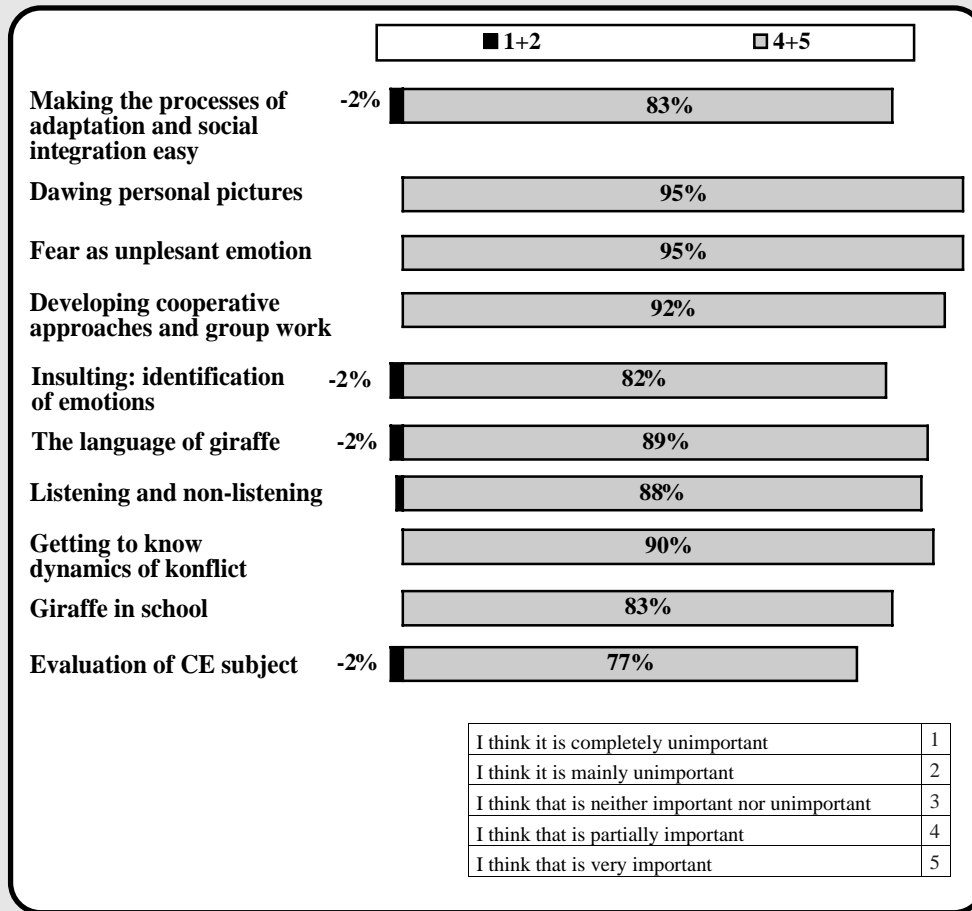 1+2 4+5
Making the processes of
adaptation and social
integration easy
-2% 83%
Dawing personal pictures 95%
Fear as unplesant emotion 95%
Developing cooperative
approaches and group work
92%
Insulting: identification
of emotions
-2% 82%
The language of giraffe -2% 89%
Listening and non-listening 88%
Getting to know
dynamics of konflict
90%
Giraffe in school 83%
Evaluation of CE subject -2% 77%
I think it is completely unimportant 1
I think it is mainly unimportant 2
I think that is neither important nor unimportant 3
I think that is partially important 4
I think that is very important 5